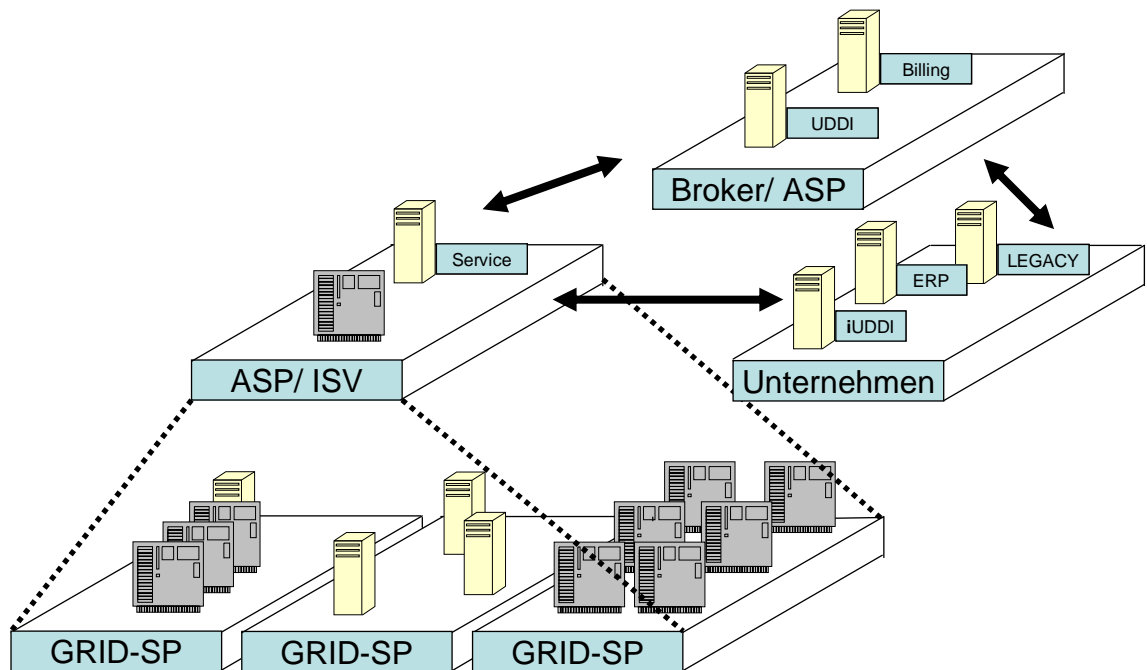 Billing
UDDI
Broker/ ASP
Service
LEGACY
ERP
iUDDI
ASP/ ISV
Unternehmen
GRID-SP
GRID-SP
GRID-SP